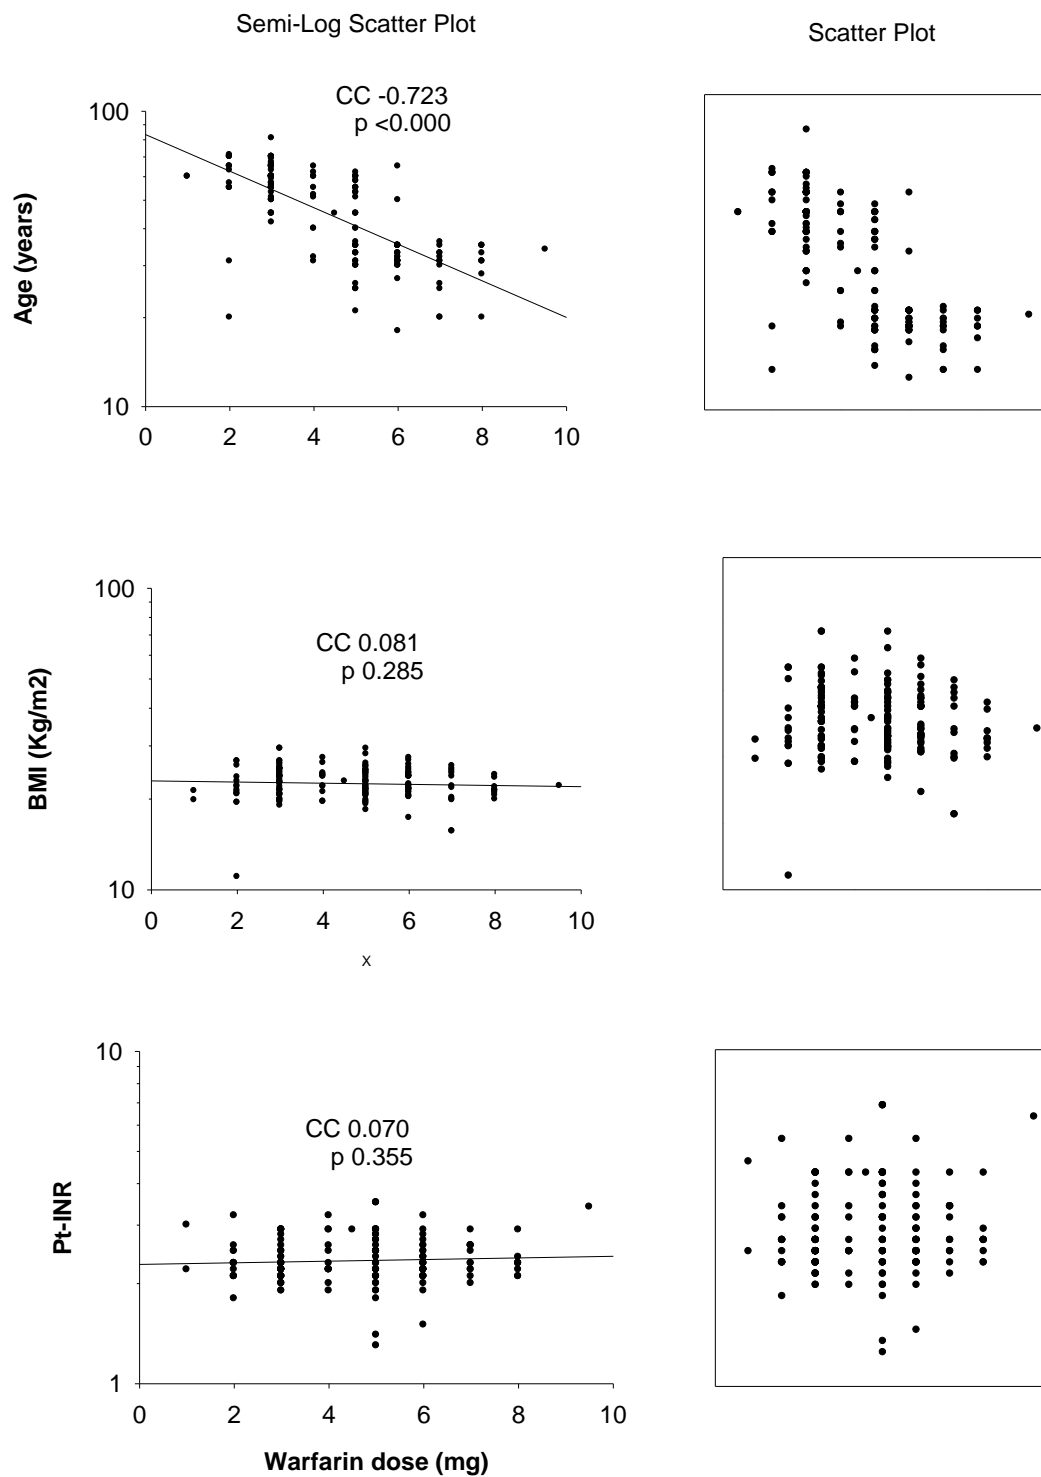 Semi-Log Scatter Plot
Scatter Plot
CC -0.723
p <0.000
100
10
Age (years)
0 2 4 6 8 10
100
CC 0.081
p 0.285
10
BMI (Kg/m2)
0 2 4 6 8 10
X
10
CC 0.070
p 0.355
1
Pt-INR
0 2 4 6 8 10
Warfarin dose (mg)